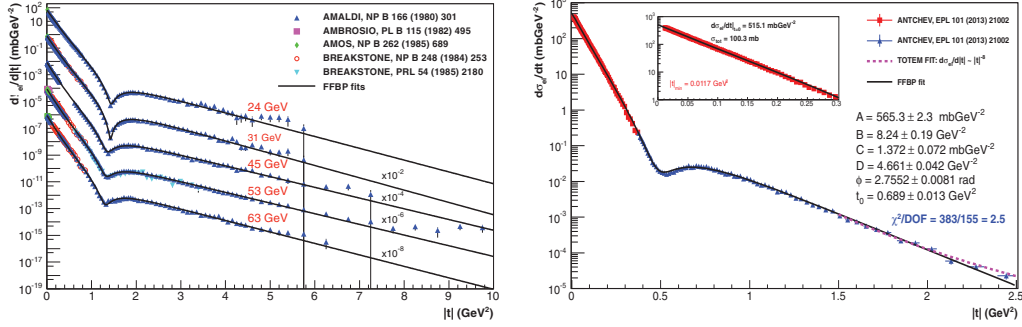 dσel/d|t| (mbGeV⁻²)
10³
10
10⁻¹
10⁻³
10⁻⁵
10⁻⁷
10⁻⁹
10⁻¹¹
10⁻¹³
10⁻¹⁵
10⁻¹⁷
10⁻¹⁹
AMALDI, NP B 166 (1980) 301
AMBROSIO, PL B 115 (1982) 495
AMOS, NP B 262 (1985) 689
BREAKSTONE, NP B 248 (1984) 253
BREAKSTONE, PRL 54 (1985) 2180
FFBP fits
24 GeV
31 GeV
45 GeV
53 GeV
63 GeV
x10⁻²
x10⁻⁴
x10⁻⁶
x10⁻⁸
0 1 2 3 4 5 6 7 8 9 10
|t| (GeV²)
dσel/dt (mbGeV⁻²)
10³
10²
10
1
10⁻¹
10⁻²
10⁻³
10⁻⁴
10⁻⁵
dσel/dt|t=0 = 515.1 mbGeV⁻²
σtot = 100.3 mb
|t|min = 0.0117 GeV²
10³
10²
10
1
0.1 0.15 0.2 0.25 0.3
ANTCHEV, EPL 101 (2013) 21002
ANTCHEV, EPL 101 (2013) 21002
TOTEM FIT: dσel/d|t| ~ |t|⁻⁸
FFBP fit
A = 565.3 ± 2.3 mbGeV⁻²
B = 8.24 ± 0.19 GeV⁻²
C = 1.372 ± 0.072 mbGeV⁻²
D = 4.661 ± 0.042 GeV⁻²
ϕ = 2.7552 ± 0.0081 rad
t₀ = 0.689 ± 0.013 GeV²
χ²/DOF = 383/155 = 2.5
0 0.5 1 1.5 2 2.5
|t| (GeV²)